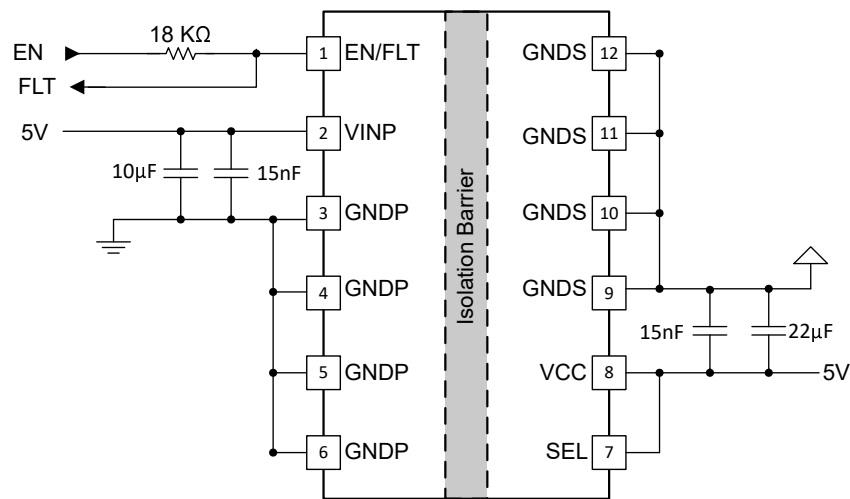 18 KΩ
EN
FLT
1 EN/FLT
5V
2 VINP
10µF
15nF
3 GNDP
4 GNDP
5 GNDP
6 GNDP
Isolation Barrier
GNDS 12
GNDS 11
GNDS 10
GNDS 9
15nF
22µF
VCC 8
5V
SEL 7